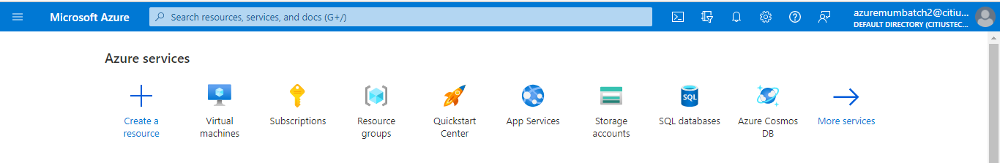 Microsoft Azure
Search resources, services, and docs (G+/)
azuremumbatch2@citiu...
DEFAULT DIRECTORY (CITIUSTEC...
Azure services
Create a
resource
Virtual
machines
Subscriptions
Resource
groups
Quickstart
Center
App Services
Storage
accounts
SQL
SQL databases
Azure Cosmos
DB
More services